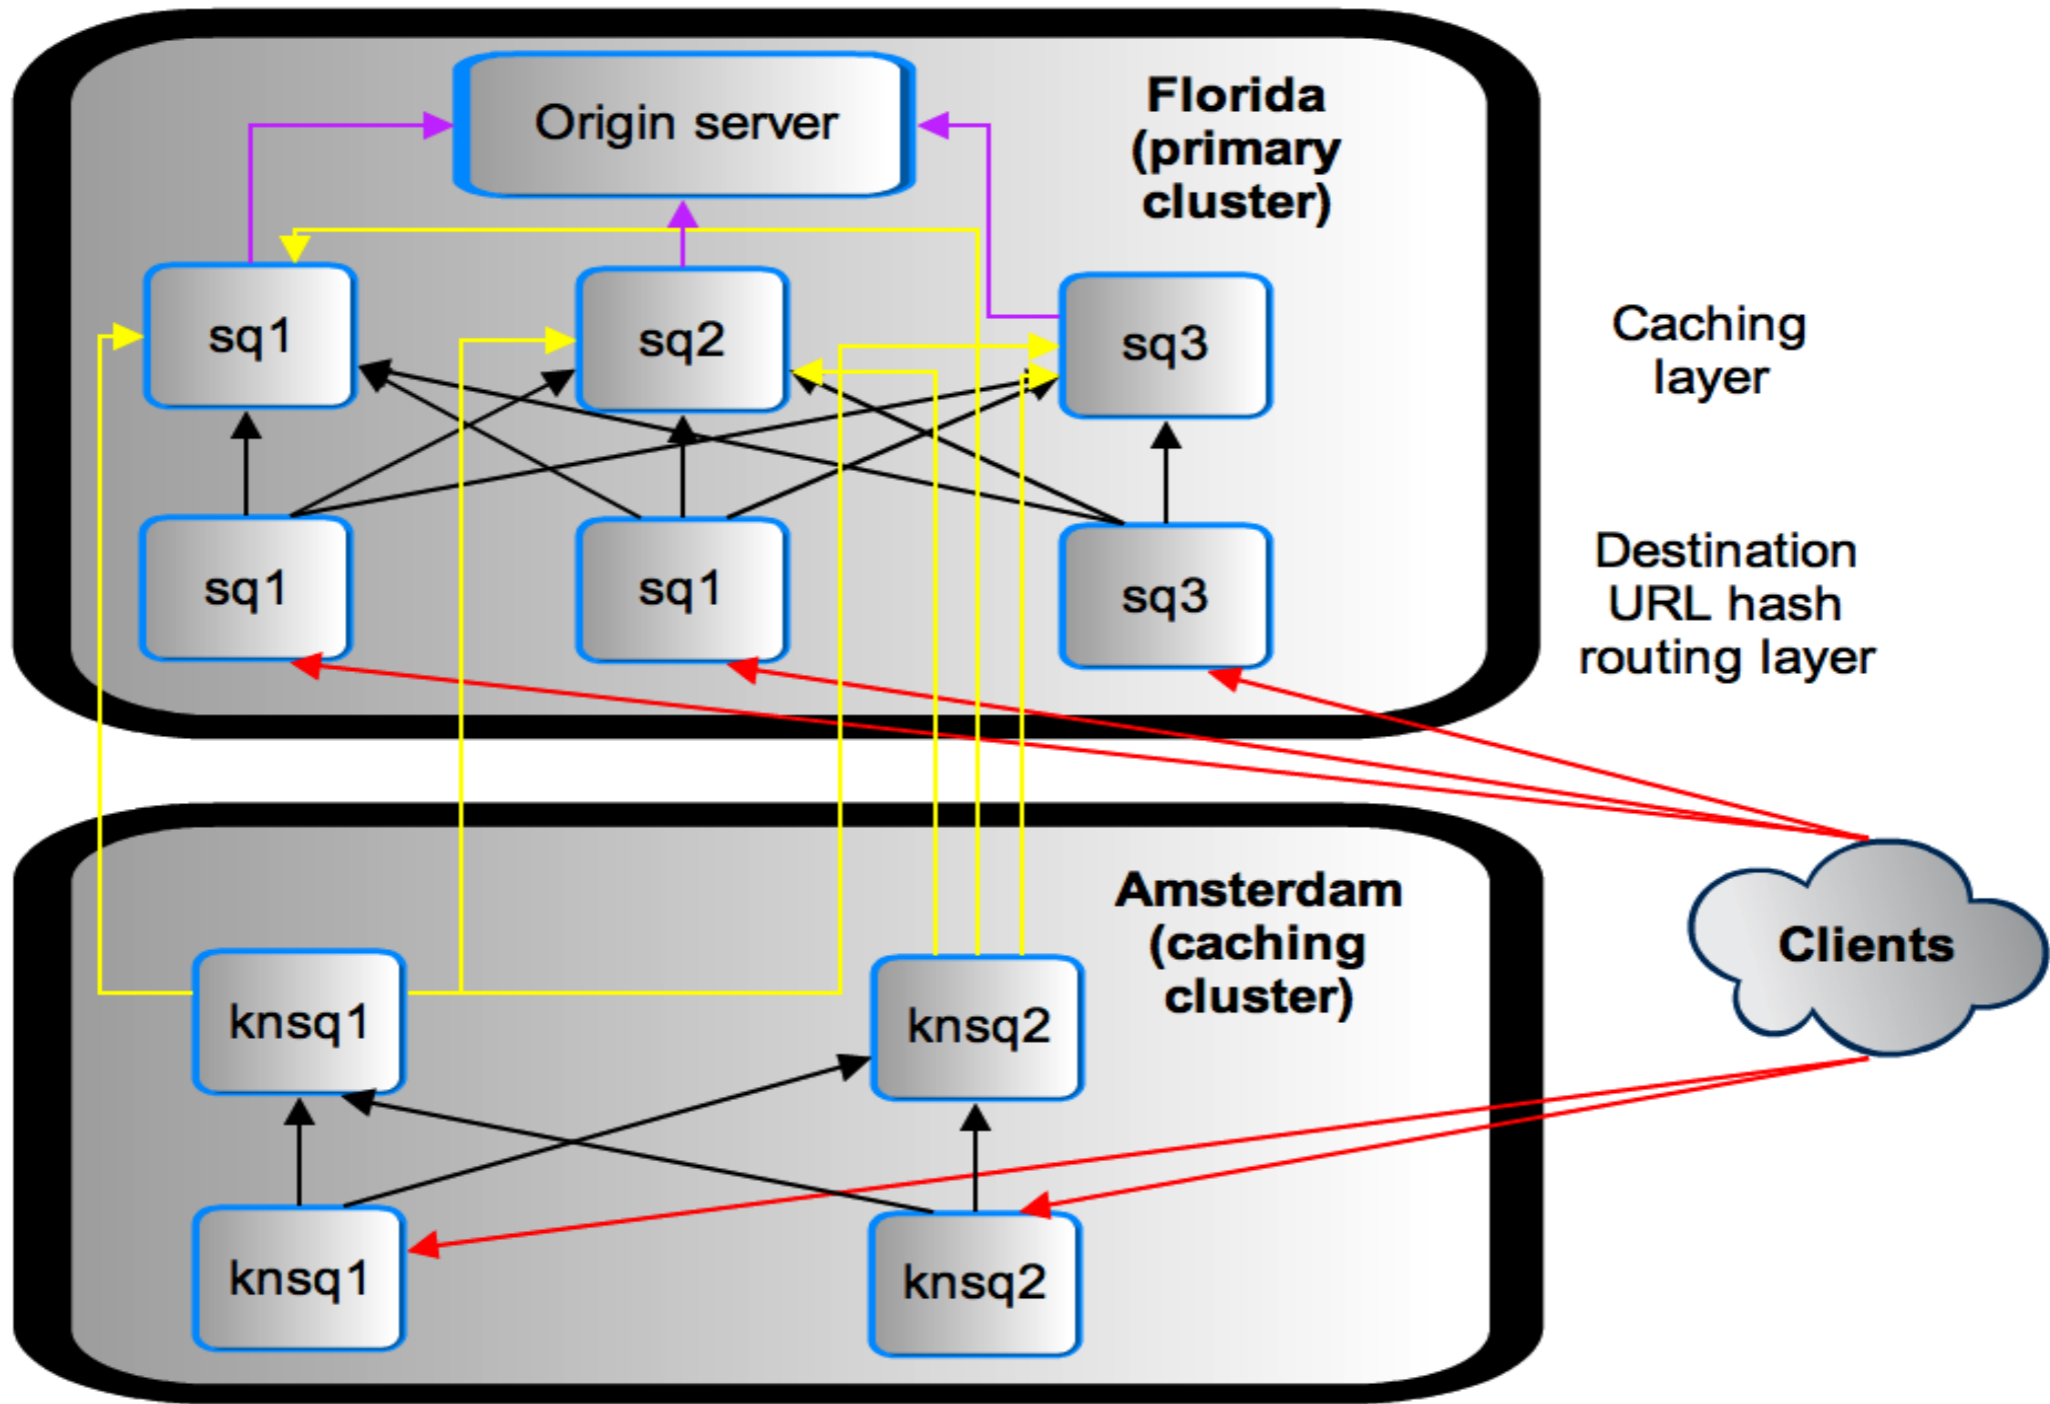 Origin server
Florida
(primary
cluster)
sq1
sq2
sq3
Caching
layer
sq1
sq1
sq3
Destination
URL hash
routing layer
Amsterdam
(caching
cluster)
knsq1
knsq2
Clients
knsq1
knsq2